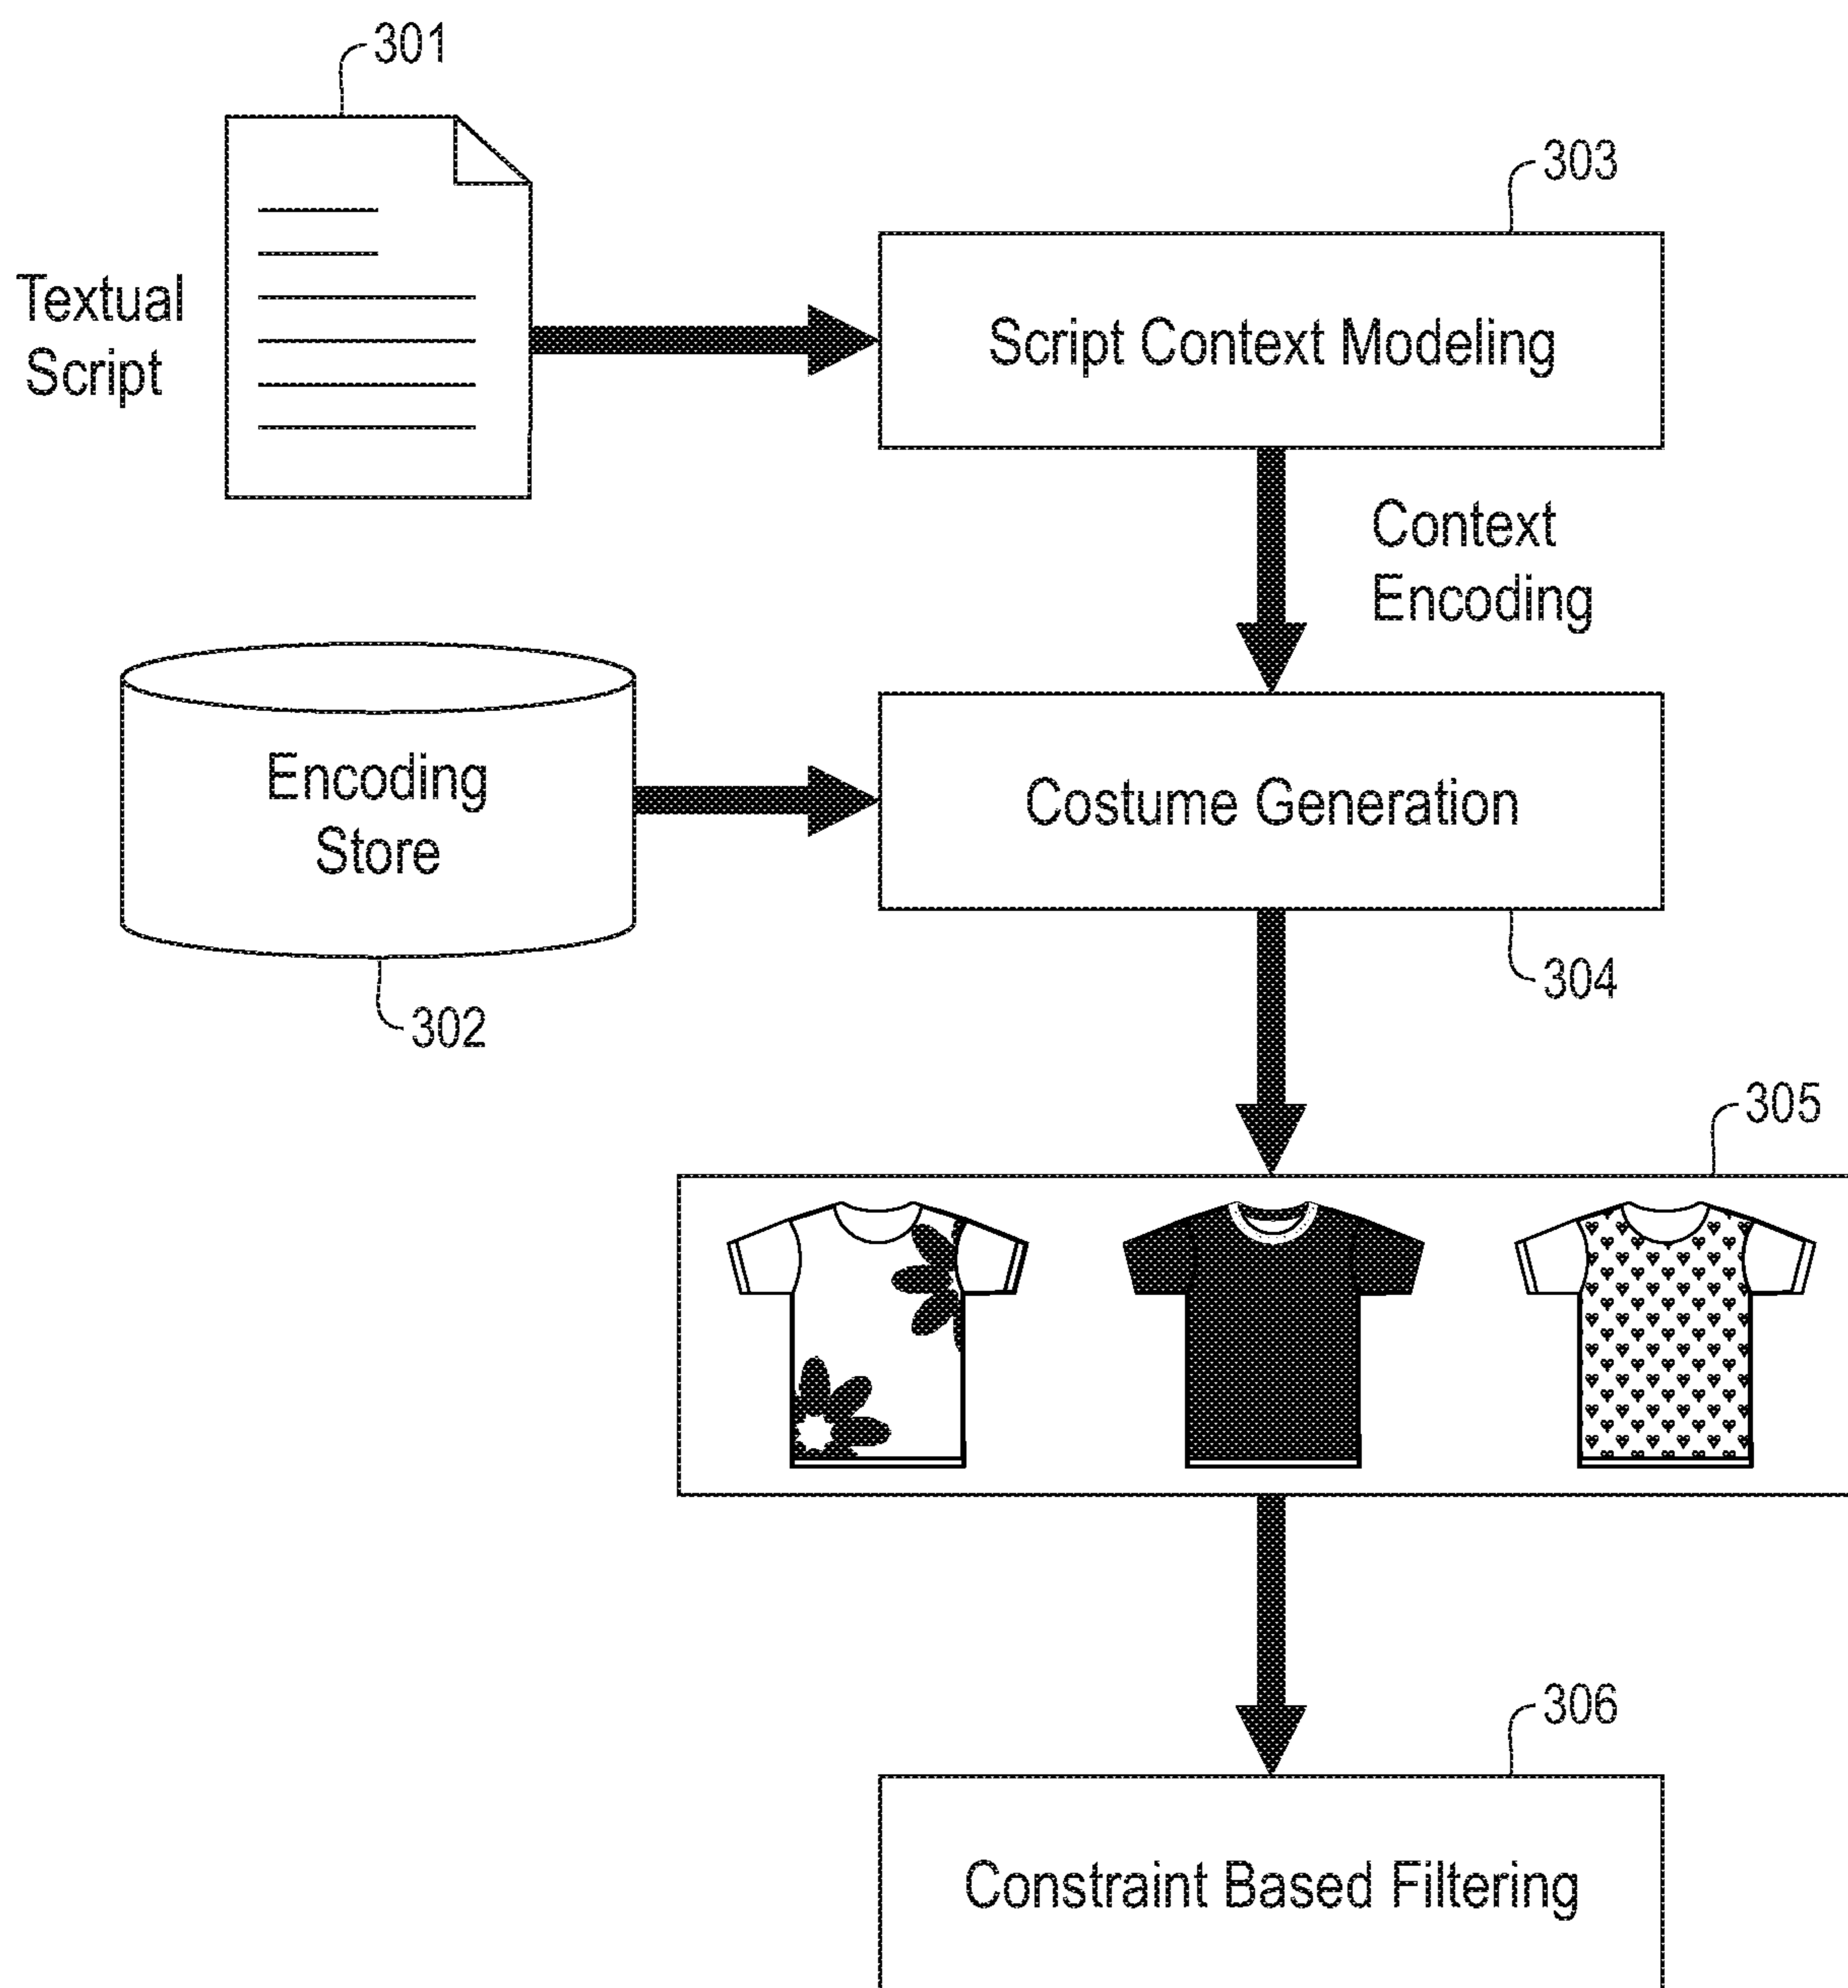 301
303
Textual
Script
Script Context Modeling
Context
Encoding
Encoding
Store
Costume Generation
302
304
305
306
Constraint Based Filtering